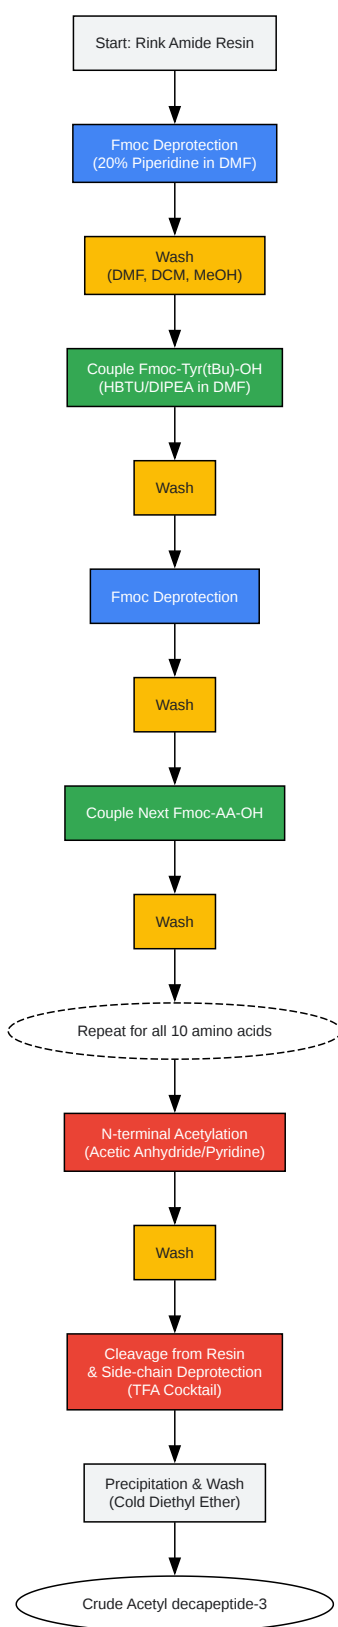 Start: Rink Amide Resin
Fmoc Deprotection
(20% Piperidine in DMF)
Wash
(DMF, DCM, MeOH)
Couple Fmoc-Tyr(tBu)-OH
(HBTU/DIPEA in DMF)
Wash
Fmoc Deprotection
Wash
Couple Next Fmoc-AA-OH
Wash
Repeat for all 10 amino acids
N-terminal Acetylation
(Acetic Anhydride/Pyridine)
Wash
Cleavage from Resin
& Side-chain Deprotection
(TFA Cocktail)
Precipitation & Wash
(Cold Diethyl Ether)
Crude Acetyl decapeptide-3